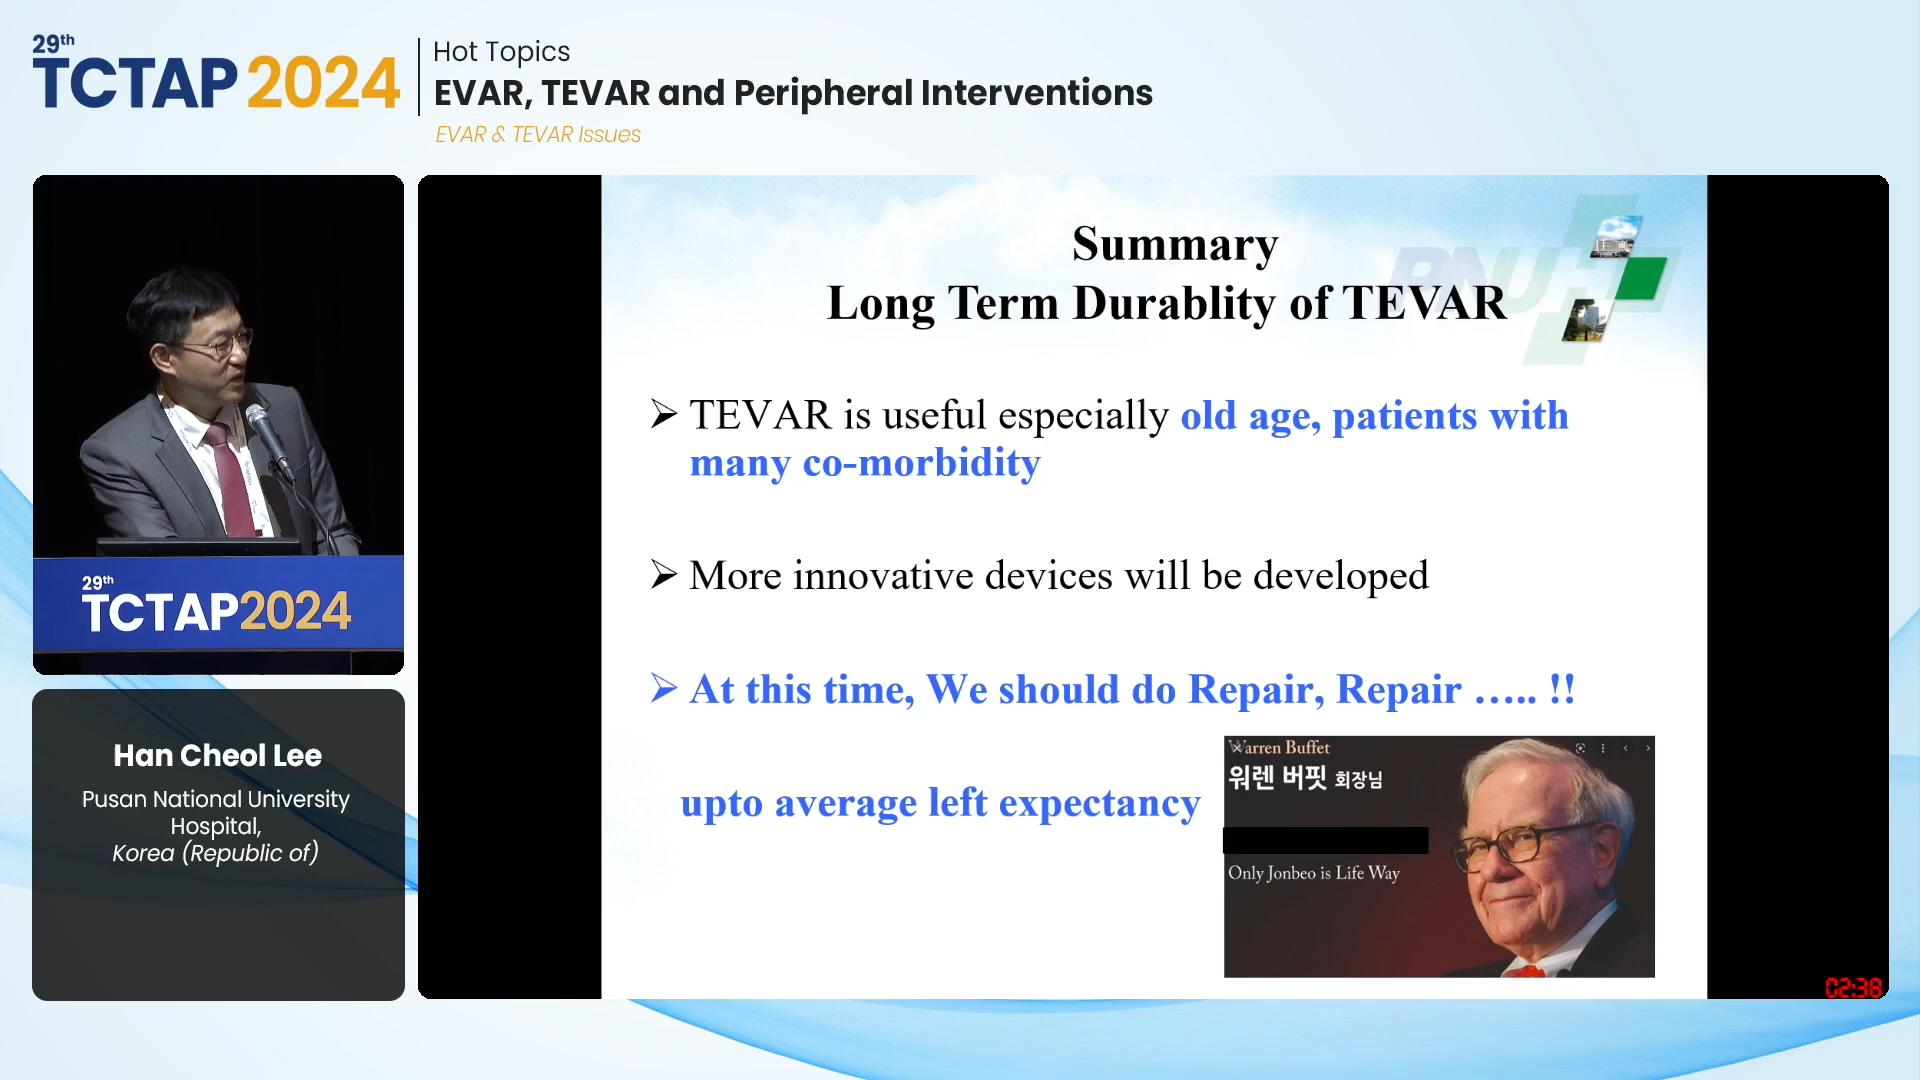 29th
TCTAP 2024
Hot Topics
EVAR, TEVAR and Peripheral Interventions
EVAR & TEVAR Issues
29th
TCTAP2024
Han Cheol Lee
Pusan National University
Hospital,
Korea (Republic of)
PNUH
Summary
Long Term Durablity of TEVAR
➢ TEVAR is useful especially old age, patients with
many co-morbidity
➢ More innovative devices will be developed
➢ At this time, We should do Repair, Repair ….. !!
upto average left expectancy
Warren Buffet
워렌 버핏 회장님
Only Jonbeo is Life Way
02:38